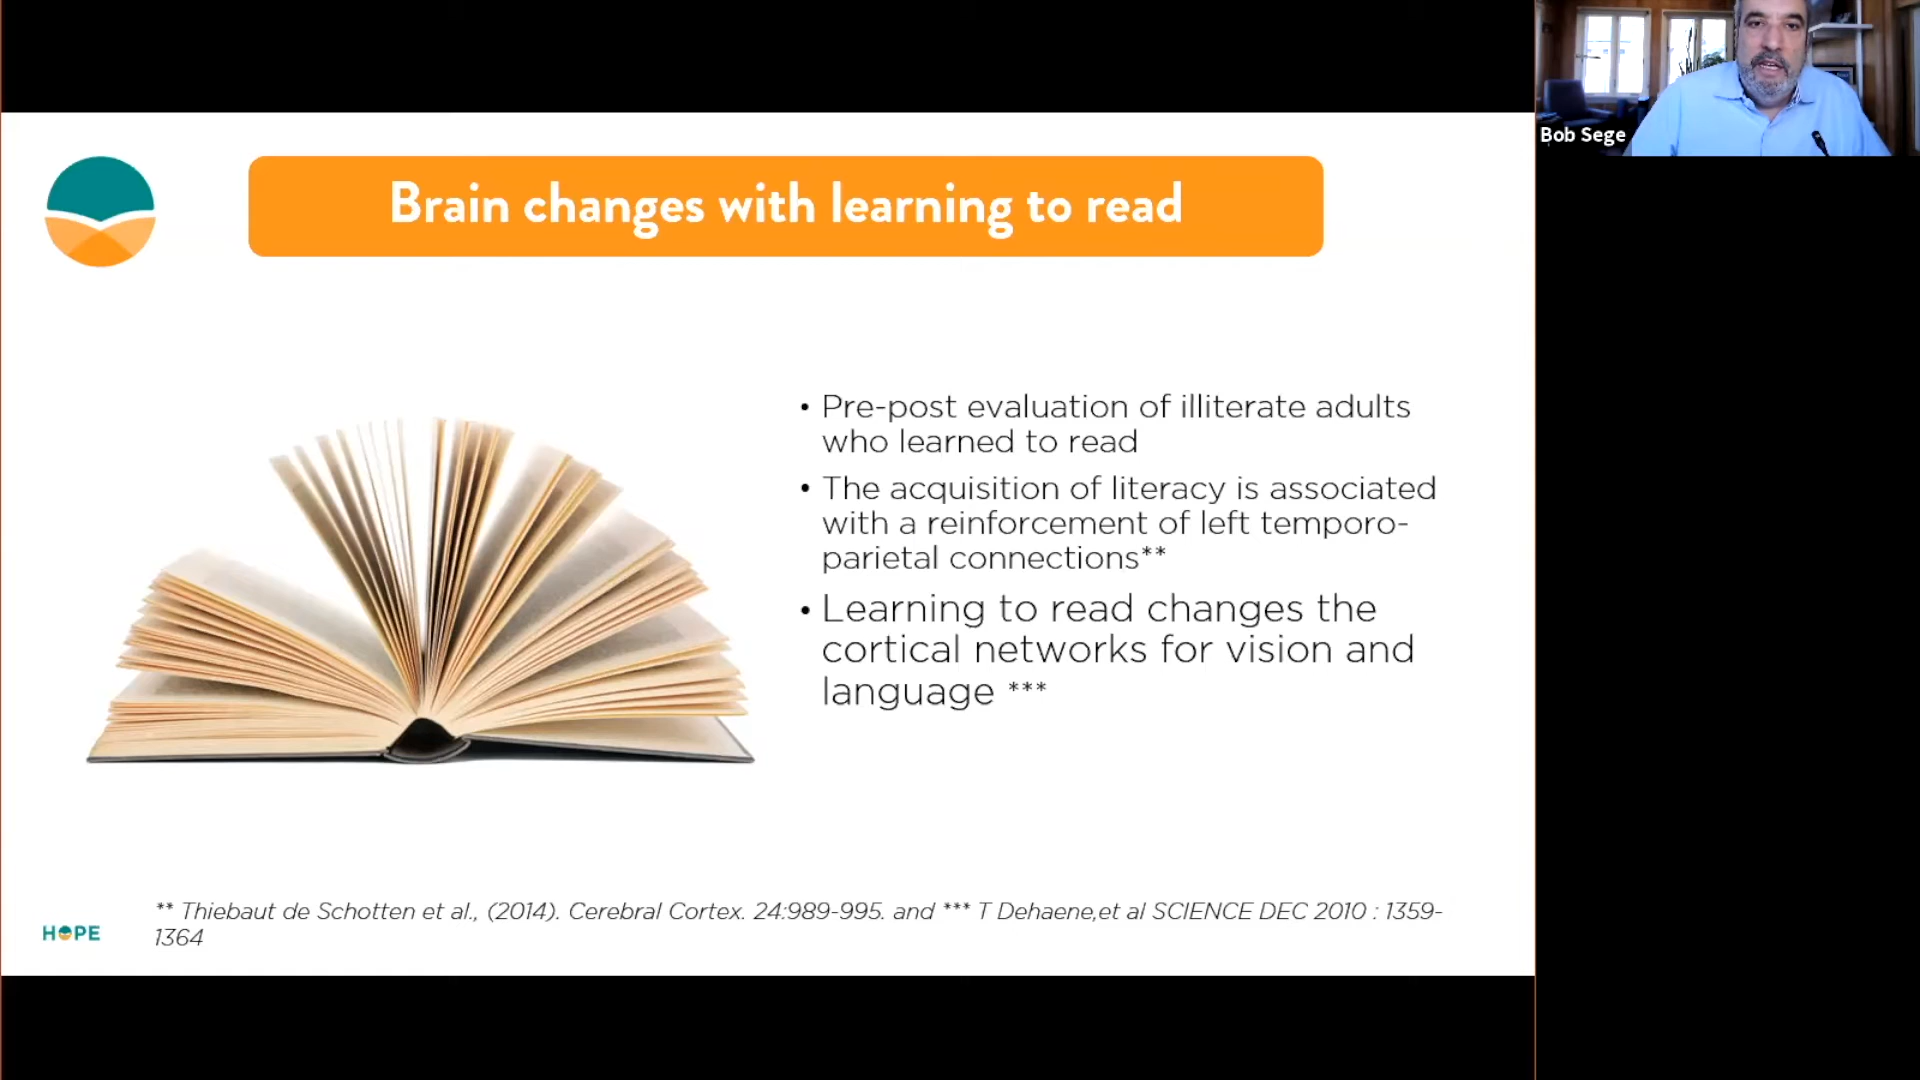 Bob Sege
Brain changes with learning to read
• Pre-post evaluation of illiterate adults
who learned to read
• The acquisition of literacy is associated
with a reinforcement of left temporo-
parietal connections**
• Learning to read changes the
cortical networks for vision and
language ***
** Thiebaut de Schotten et al., (2014). Cerebral Cortex. 24:989-995. and *** T Dehaene,et al SCIENCE DEC 2010 : 1359-
1364
HOPE